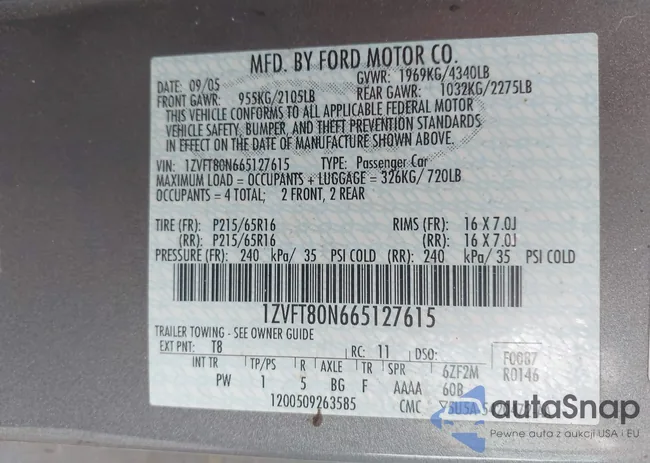 MFD. BY FORD MOTOR CO.
DATE: 09/05 GVWR: 1969KG/4340LB
FRONT GAWR: 955KG/2105LB REAR GAWR: 1032KG/2275LB
THIS VEHICLE CONFORMS TO ALL APPLICABLE FEDERAL MOTOR
VEHICLE SAFETY, BUMPER, AND THEFT PREVENTION STANDARDS
IN EFFECT ON THE DATE OF MANUFACTURE SHOWN ABOVE.
VIN: 1ZVFT80N665127615 TYPE: Passenger Car
MAXIMUM LOAD = OCCUPANTS + LUGGAGE = 326KG/ 720LB
OCCUPANTS = 4 TOTAL; 2 FRONT, 2 REAR
TIRE (FR): P215/65R16 RIMS (FR): 16 X 7.0J
(RR): P215/65R16 (RR): 16 X 7.0J
PRESSURE (FR): 240 kPa/ 35 PSI COLD (RR): 240 kPa/ 35 PSI COLD
1ZVFT80N665127615
TRAILER TOWING - SEE OWNER GUIDE
EXT PNT: T8 RC: 11 DSO: F0087
INT TR TP/PS R AXLE TR SPR 6ZF2M R0146
PW 1 5 BG F AAAA 60B
1200509263585 CMC
autaSnap
Pewne auta z aukcji USA i EU